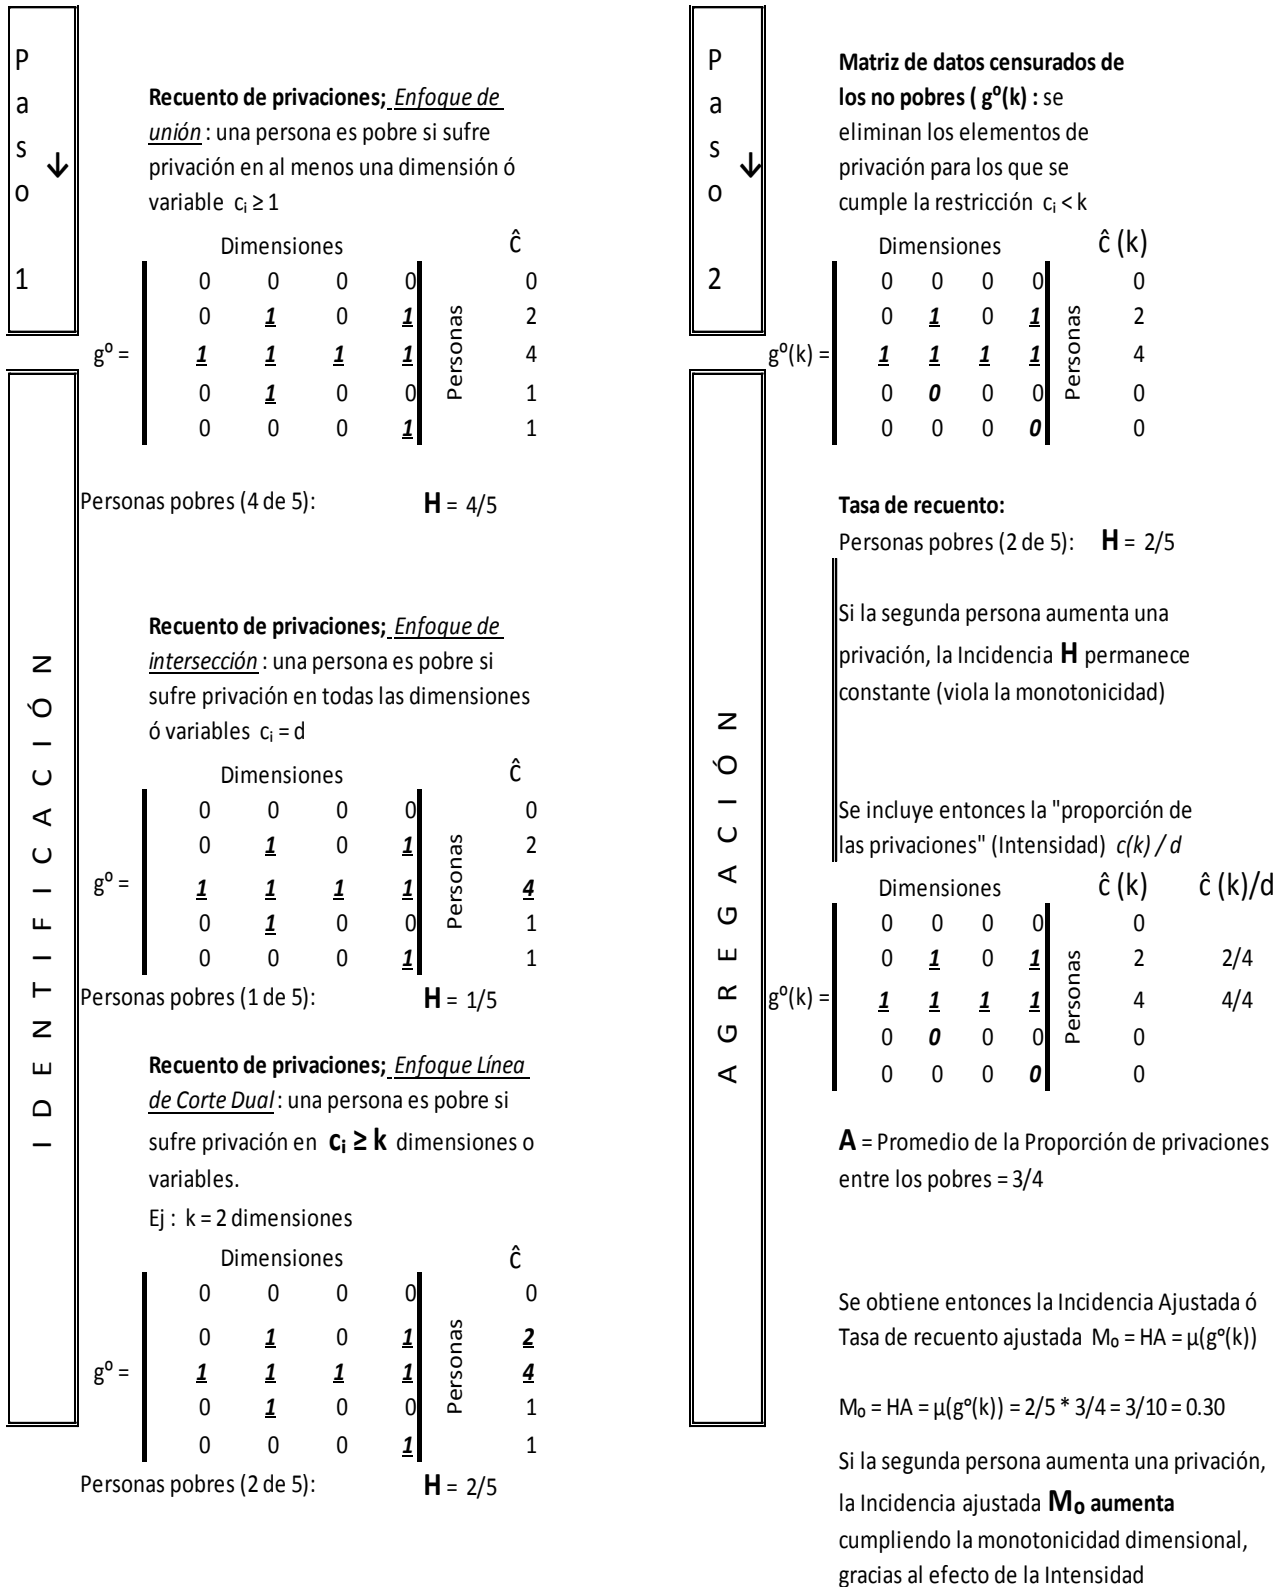 Paso 1
IDENTIFICACIÓN
Recuento de privaciones; Enfoque de
unión : una persona es pobre si sufre
privación en al menos una dimensión ó
variable cᵢ ≥ 1
Dimensiones ĉ
0 0 0 0 0
0 1 0 1 2
g⁰ = 1 1 1 1 4
0 1 0 0 1
0 0 0 1 1
Personas
Personas pobres (4 de 5): H = 4/5
Recuento de privaciones; Enfoque de
intersección : una persona es pobre si
sufre privación en todas las dimensiones
ó variables cᵢ = d
Dimensiones ĉ
0 0 0 0 0
0 1 0 1 2
g⁰ = 1 1 1 1 4
0 1 0 0 1
0 0 0 1 1
Personas
Personas pobres (1 de 5): H = 1/5
Recuento de privaciones; Enfoque Línea
de Corte Dual : una persona es pobre si
sufre privación en cᵢ ≥ k dimensiones o
variables.
Ej : k = 2 dimensiones
Dimensiones ĉ
0 0 0 0 0
0 1 0 1 2
g⁰ = 1 1 1 1 4
0 1 0 0 1
0 0 0 1 1
Personas
Personas pobres (2 de 5): H = 2/5
Paso 2
AGREGACIÓN
Matriz de datos censurados de
los no pobres ( g⁰(k) : se
eliminan los elementos de
privación para los que se
cumple la restricción cᵢ < k
Dimensiones ĉ (k)
0 0 0 0 0
0 1 0 1 2
g⁰(k) = 1 1 1 1 4
0 0 0 0 0
0 0 0 0 0
Personas
Tasa de recuento:
Personas pobres (2 de 5): H = 2/5
Si la segunda persona aumenta una
privación, la Incidencia H permanece
constante (viola la monotonicidad)
Se incluye entonces la "proporción de
las privaciones" (Intensidad) c(k) / d
Dimensiones ĉ (k) ĉ (k)/d
0 0 0 0 0
0 1 0 1 2 2/4
g⁰(k) = 1 1 1 1 4 4/4
0 0 0 0 0
0 0 0 0 0
Personas
A = Promedio de la Proporción de privaciones
entre los pobres = 3/4
Se obtiene entonces la Incidencia Ajustada ó
Tasa de recuento ajustada M₀ = HA = µ(g°(k))
M₀ = HA = µ(g°(k)) = 2/5 * 3/4 = 3/10 = 0.30
Si la segunda persona aumenta una privación,
la Incidencia ajustada M₀ aumenta
cumpliendo la monotonicidad dimensional,
gracias al efecto de la Intensidad